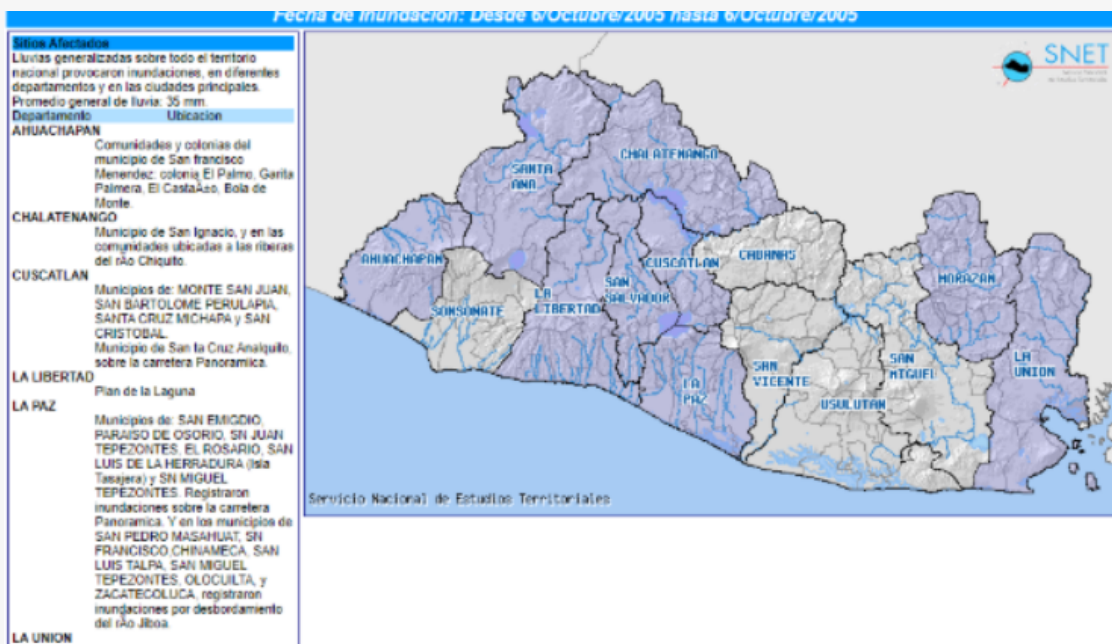 Fecha de Inundación: Desde 6/Octubre/2005 hasta 6/Octubre/2005
Sitios Afectados
Lluvias generalizadas sobre todo el territorio
nacional provocaron inundaciones, en diferentes
departamentos y en las ciudades principales.
Promedio general de lluvia: 35 mm.
Departamento Ubicacion
AHUACHAPAN
Comunidades y colonias del
municipio de San francisco
Menendez: colonia El Palmo, Garita
Palmera, El CastaÃ±o, Bola de
Monte.
CHALATENANGO
Municipio de San Ignacio, y en las
comunidades ubicadas a las riberas
del rÃo Chiquito.
CUSCATLAN
Municipios de: MONTE SAN JUAN,
SAN BARTOLOME PERULAPIA,
SANTA CRUZ MICHAPA y SAN
CRISTOBAL.
Municipio de San ta Cruz Analquito,
sobre la carretera Panoramica.
LA LIBERTAD
Plan de la Laguna
LA PAZ
Municipios de: SAN EMIGDIO,
PARAISO DE OSORIO, SN JUAN
TEPEZONTES, EL ROSARIO, SAN
LUIS DE LA HERRADURA (Isla
Tasajera) y SN MIGUEL
TEPEZONTES. Registraron
inundaciones sobre la carretera
Panoramica. Y en los municipios de
SAN PEDRO MASAHUAT, SN
FRANCISCO,CHINAMECA, SAN
LUIS TALPA, SAN MIGUEL
TEPEZONTES, OLOCUILTA, y
ZACATECOLUCA, registraron
inundaciones por desbordamiento
del rÃo Jiboa.
LA UNION
SNET
SANTA
ANA
CHALATENANGO
AHUACHAPAN
SONSONATE
LA
LIBERTAD
SAN
SALVADOR
CUSCATLAN
CABANAS
LA
PAZ
SAN
VICENTE
USULUTAN
SAN
MIGUEL
MORAZAN
LA
UNION
Servicio Nacional de Estudios Territoriales